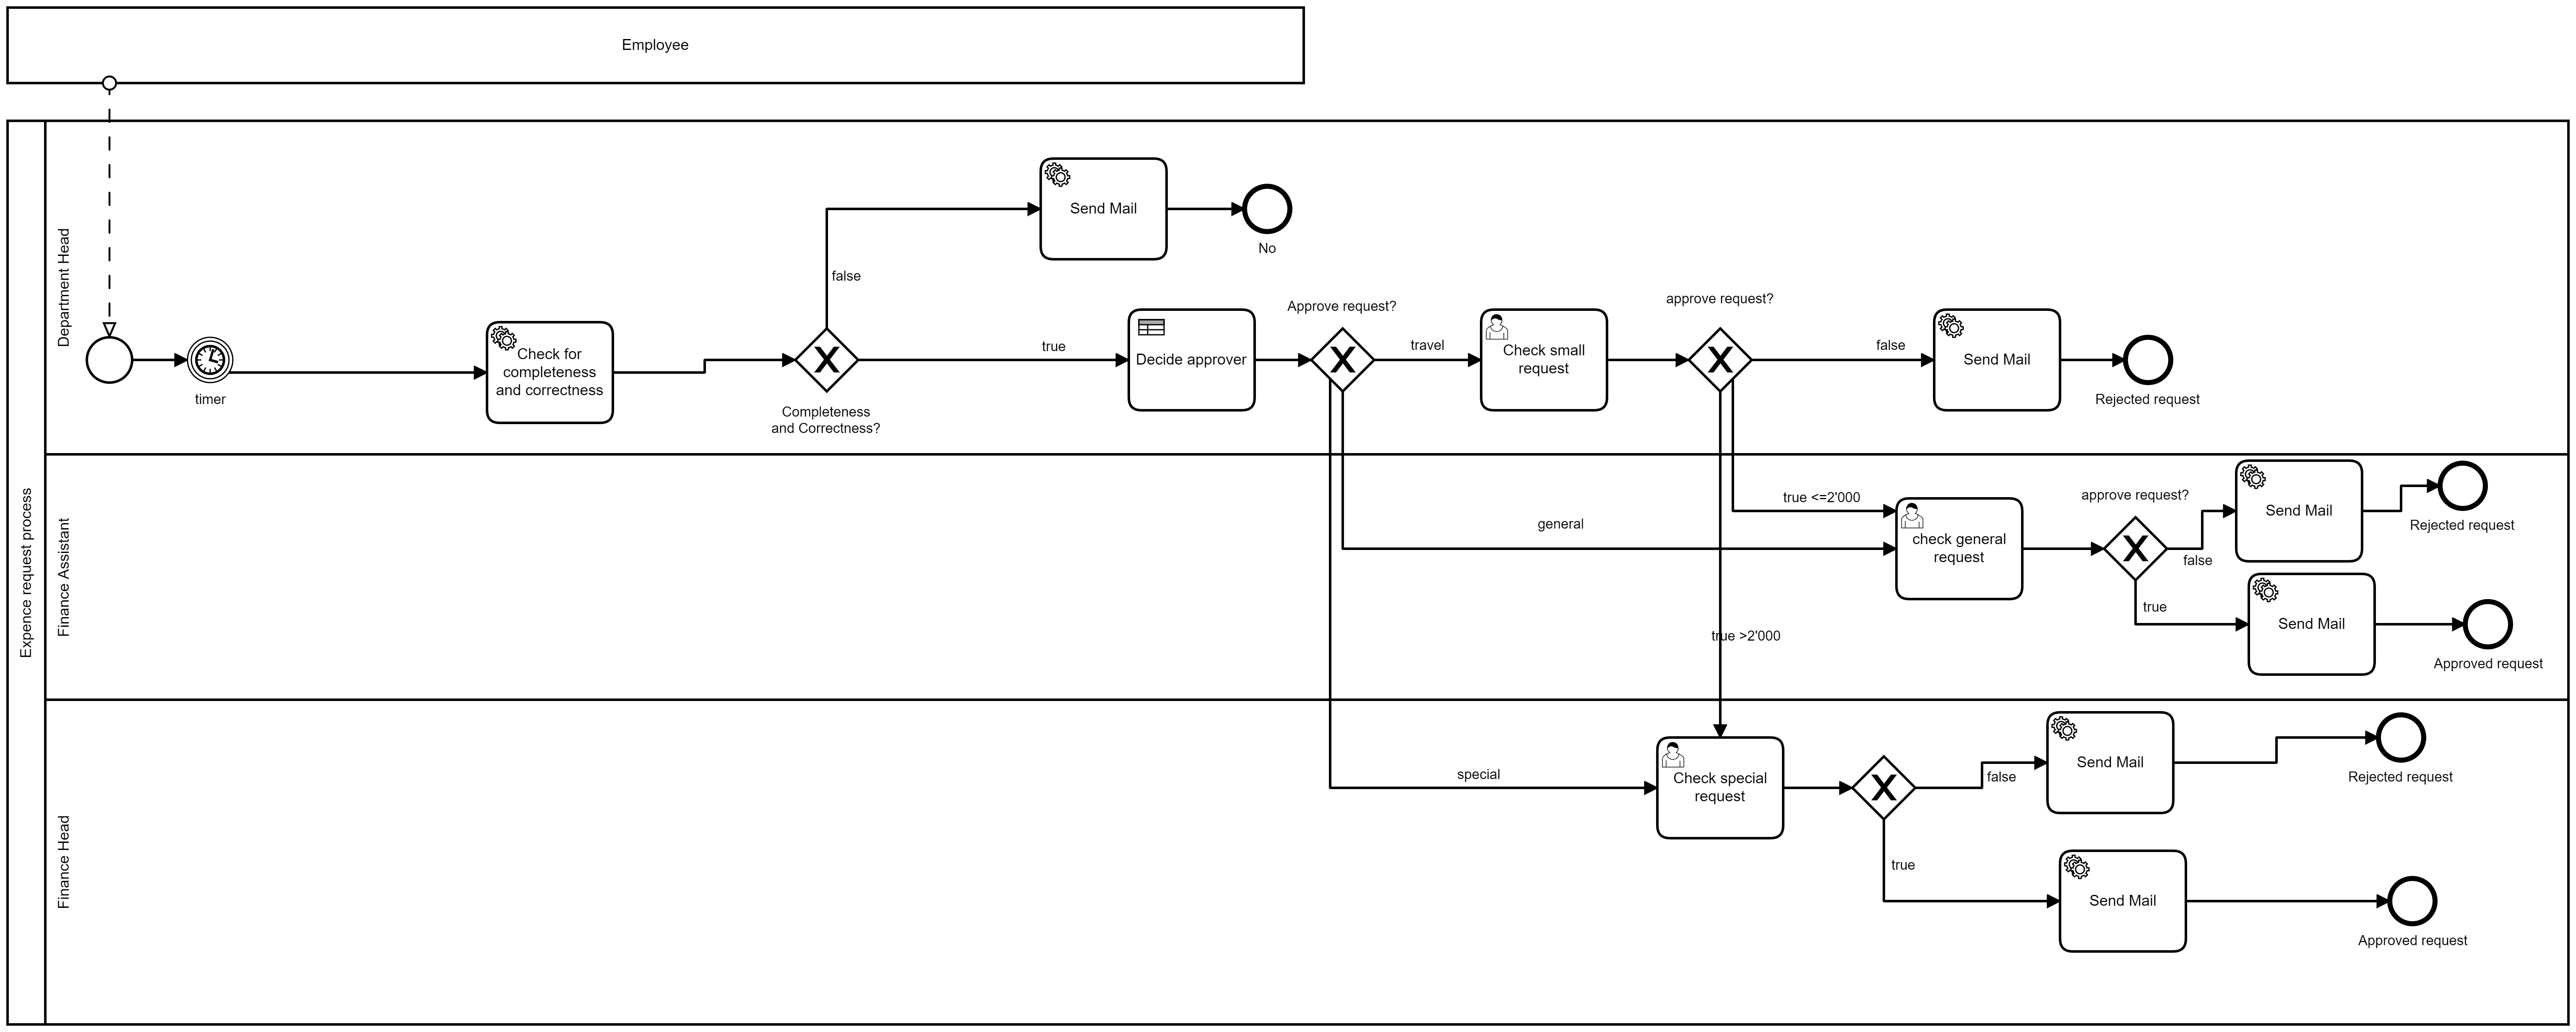 Employee
Expence request process
Department Head
Finance Assistant
Finance Head
timer
Check for
completeness
and correctness
Completeness
and Correctness?
false
Send Mail
No
true
Decide approver
Approve request?
travel
Check small
request
approve request?
false
Send Mail
Rejected request
true <=2'000
general
check general
request
approve request?
false
Send Mail
Rejected request
true
Send Mail
Approved request
true >2'000
special
Check special
request
false
Send Mail
Rejected request
true
Send Mail
Approved request